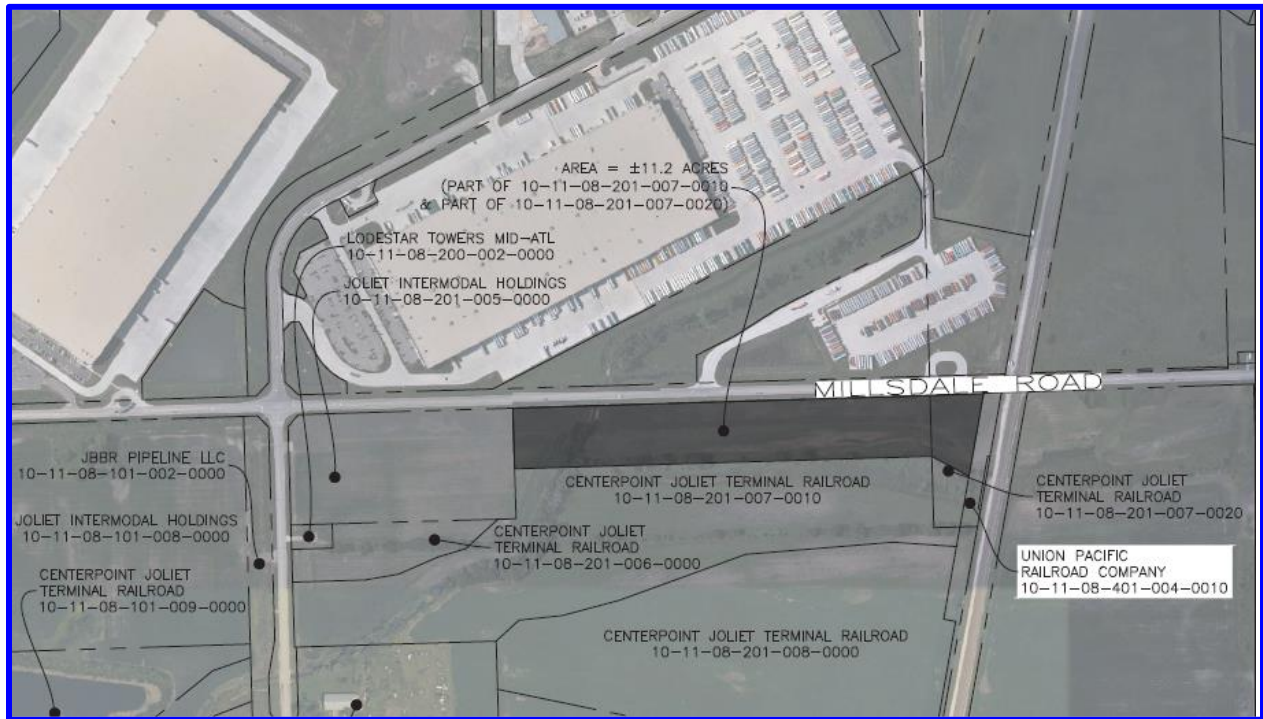 AREA = ±11.2 ACRES
(PART OF 10-11-08-201-007-0010
& PART OF 10-11-08-201-007-0020)
LODESTAR TOWERS MID-ATL
10-11-08-200-002-0000
JOLIET INTERMODAL HOLDINGS
10-11-08-201-005-0000
MILLSDALE ROAD
JBBR PIPELINE LLC
10-11-08-101-002-0000
JOLIET INTERMODAL HOLDINGS
10-11-08-101-008-0000
CENTERPOINT JOLIET
TERMINAL RAILROAD
10-11-08-101-009-0000
CENTERPOINT JOLIET TERMINAL RAILROAD
10-11-08-201-007-0010
CENTERPOINT JOLIET
TERMINAL RAILROAD
10-11-08-201-006-0000
CENTERPOINT JOLIET
TERMINAL RAILROAD
10-11-08-201-007-0020
UNION PACIFIC
RAILROAD COMPANY
10-11-08-401-004-0010
CENTERPOINT JOLIET TERMINAL RAILROAD
10-11-08-201-008-0000